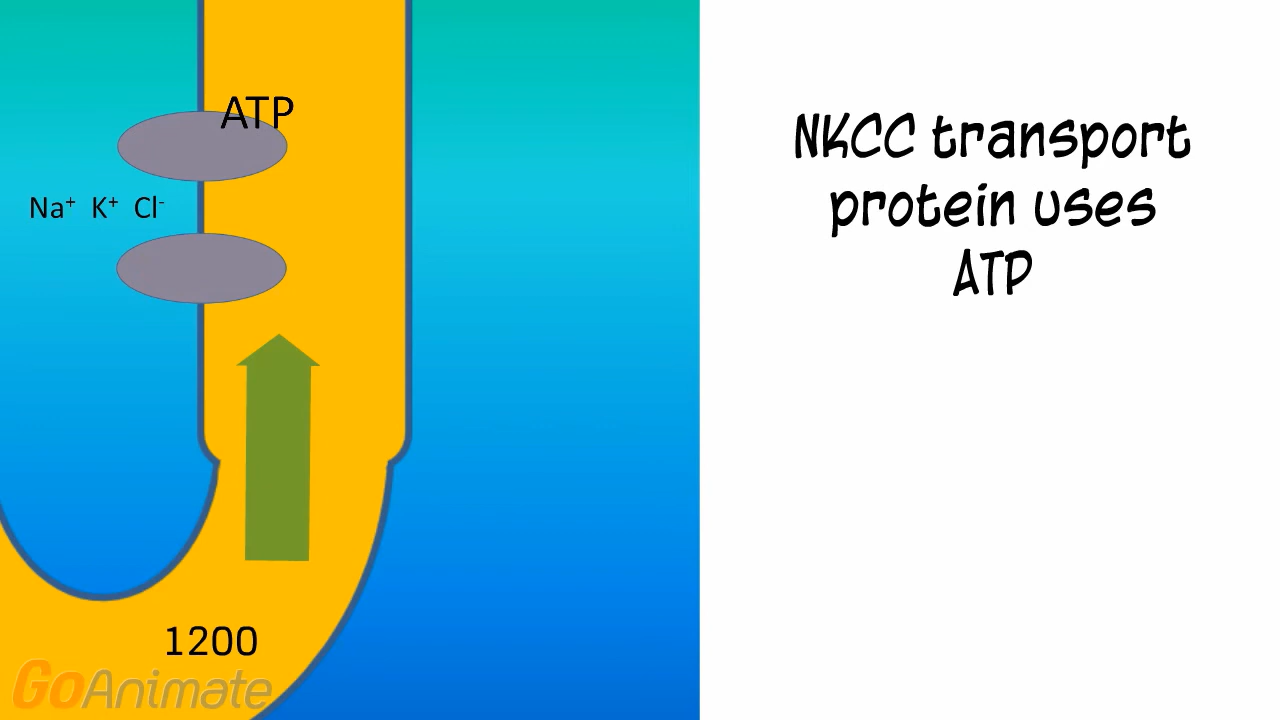 ATP
Na⁺ K⁺ Cl⁻
1200
GoAnimate
NKCC transport
protein uses
ATP